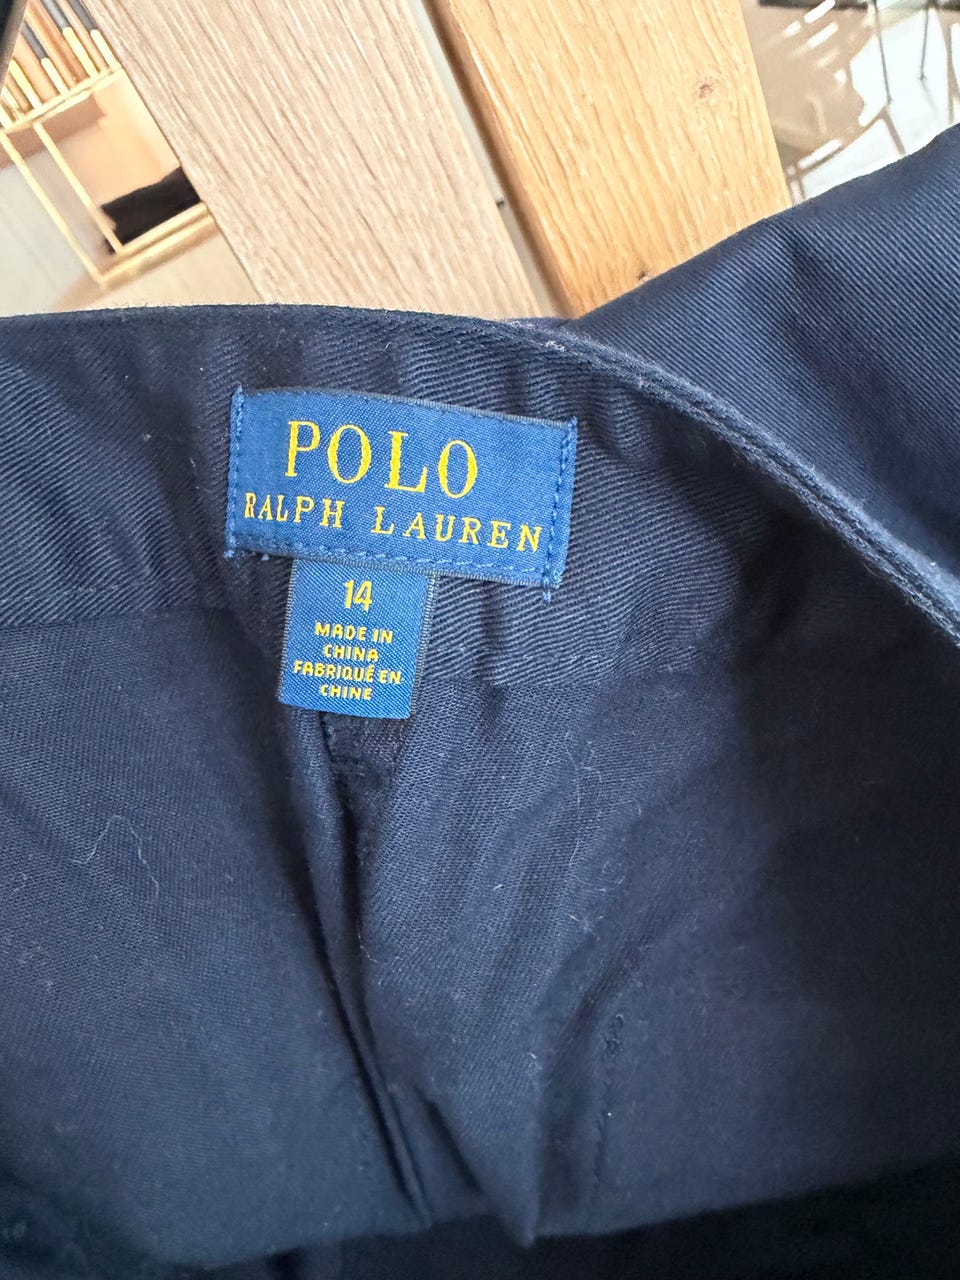 POLO
RALPH LAUREN
14
MADE IN
CHINA
FABRIQUÉ EN
CHINE